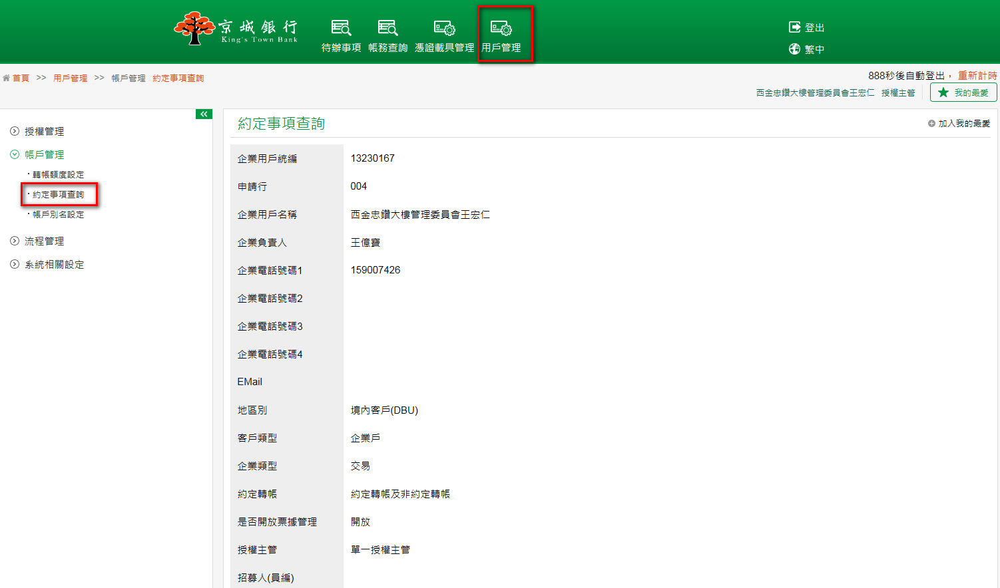 京城銀行
King's Town Bank
待辦事項 帳務查詢 憑證載具管理 用戶管理
登出
繁中
首頁 >> 用戶管理 >> 帳戶管理 約定事項查詢
888秒後自動登出， 重新計時
西金忠鑽大樓管理委員會王宏仁 授權主管 我的最愛
授權管理
帳戶管理
·轉帳額度設定
·約定事項查詢
·帳戶別名設定
流程管理
系統相關設定
約定事項查詢
加入我的最愛
企業用戶統編 13230167
申請行 004
企業用戶名稱 西金忠鑽大樓管理委員會王宏仁
企業負責人 王億寶
企業電話號碼1 159007426
企業電話號碼2
企業電話號碼3
企業電話號碼4
EMail
地區別 境內客戶(DBU)
客戶類型 企業戶
企業類型 交易
約定轉帳 約定轉帳及非約定轉帳
是否開放票據管理 開放
授權主管 單一授權主管
招募人(員編)